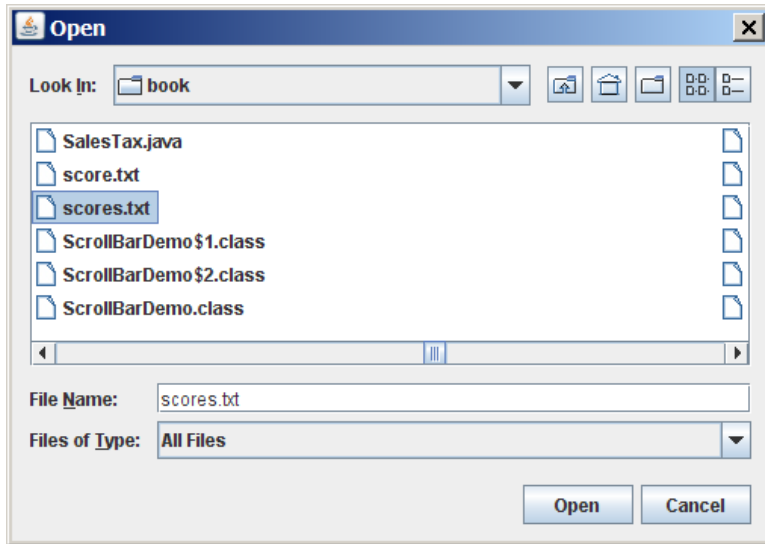 Open
Look In: book
SalesTax.java
score.txt
scores.txt
ScrollBarDemo$1.class
ScrollBarDemo$2.class
ScrollBarDemo.class
File Name: scores.txt
Files of Type: All Files
Open Cancel